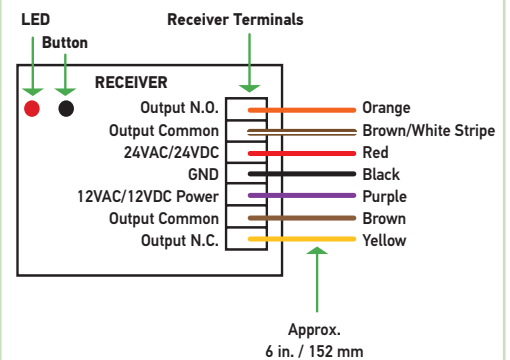 LED
Button
Receiver Terminals
RECEIVER
Output N.O. Orange
Output Common Brown/White Stripe
24VAC/24VDC Red
GND Black
12VAC/12VDC Power Purple
Output Common Brown
Output N.C. Yellow
Approx.
6 in. / 152 mm